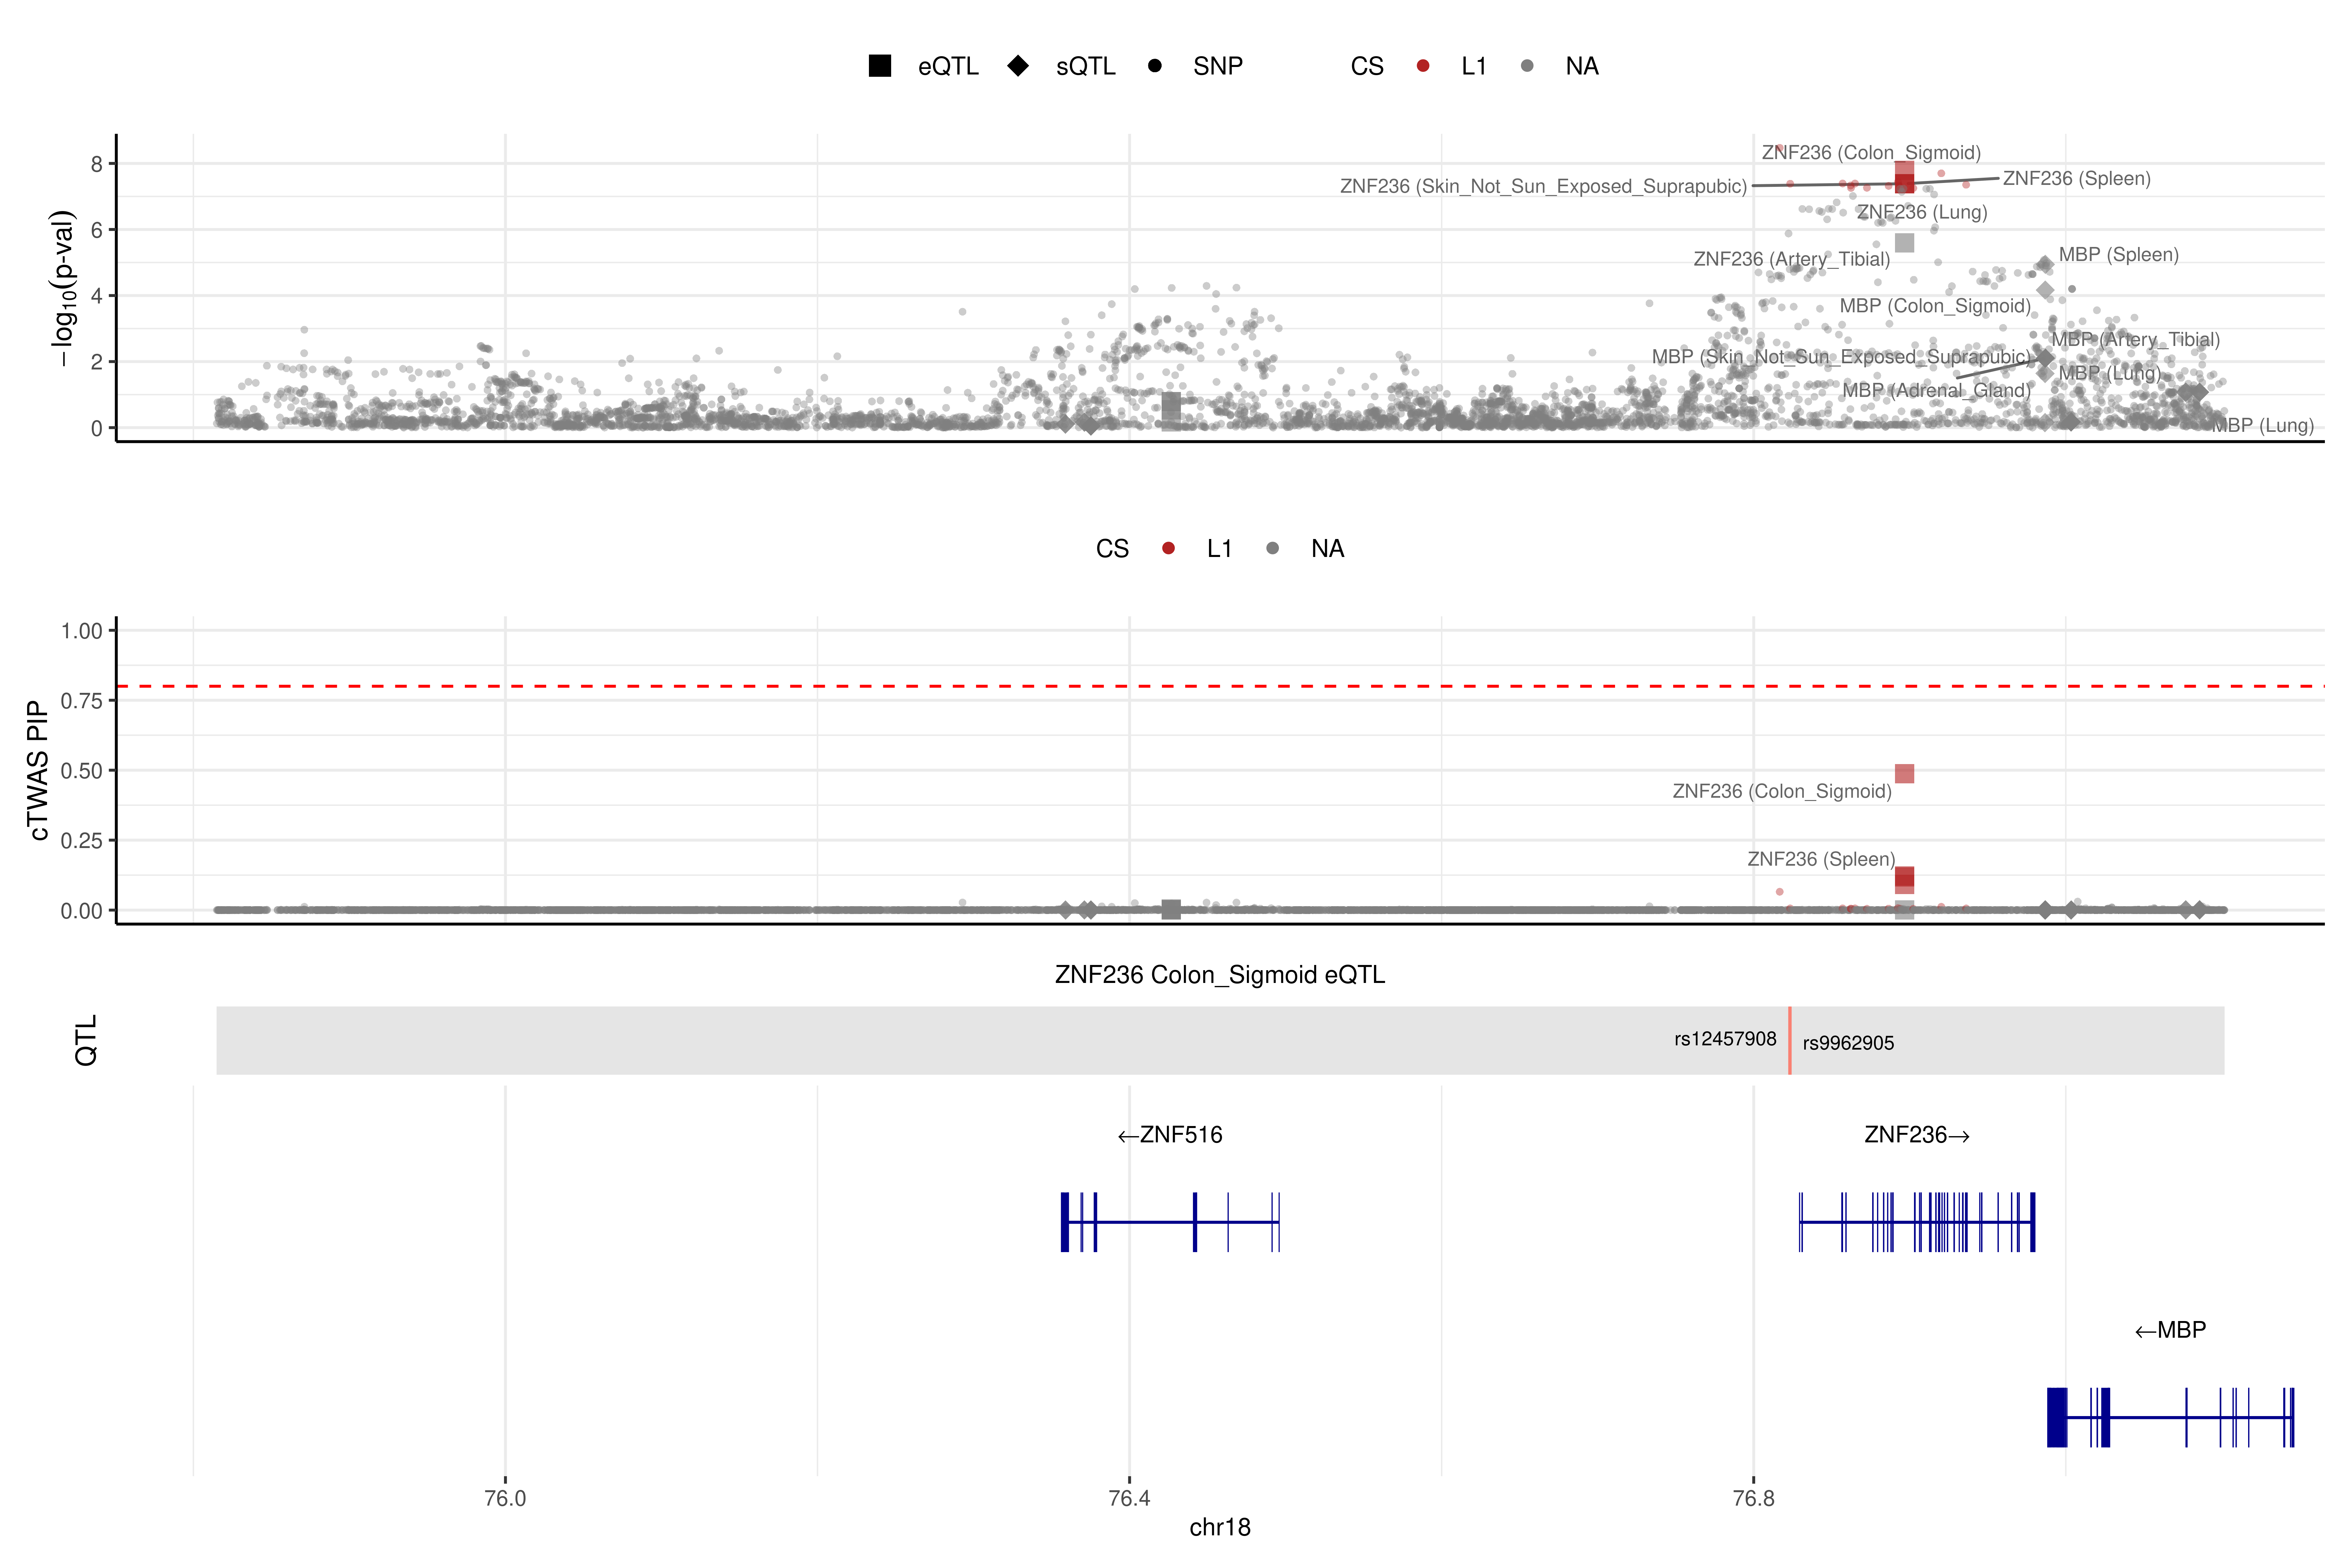 eQTL sQTL SNP CS L1 NA
−log10(p-val)
8
6
4
2
0
ZNF236 (Colon_Sigmoid)
ZNF236 (Skin_Not_Sun_Exposed_Suprapubic)
ZNF236 (Spleen)
ZNF236 (Lung)
ZNF236 (Artery_Tibial)
MBP (Spleen)
MBP (Colon_Sigmoid)
MBP (Artery_Tibial)
MBP (Skin_Not_Sun_Exposed_Suprapubic)
MBP (Lung)
MBP (Adrenal_Gland)
MBP (Lung)
CS L1 NA
cTWAS PIP
1.00
0.75
0.50
0.25
0.00
ZNF236 (Colon_Sigmoid)
ZNF236 (Spleen)
ZNF236 Colon_Sigmoid eQTL
QTL
rs12457908
rs9962905
←ZNF516
ZNF236→
←MBP
76.0 76.4 76.8
chr18